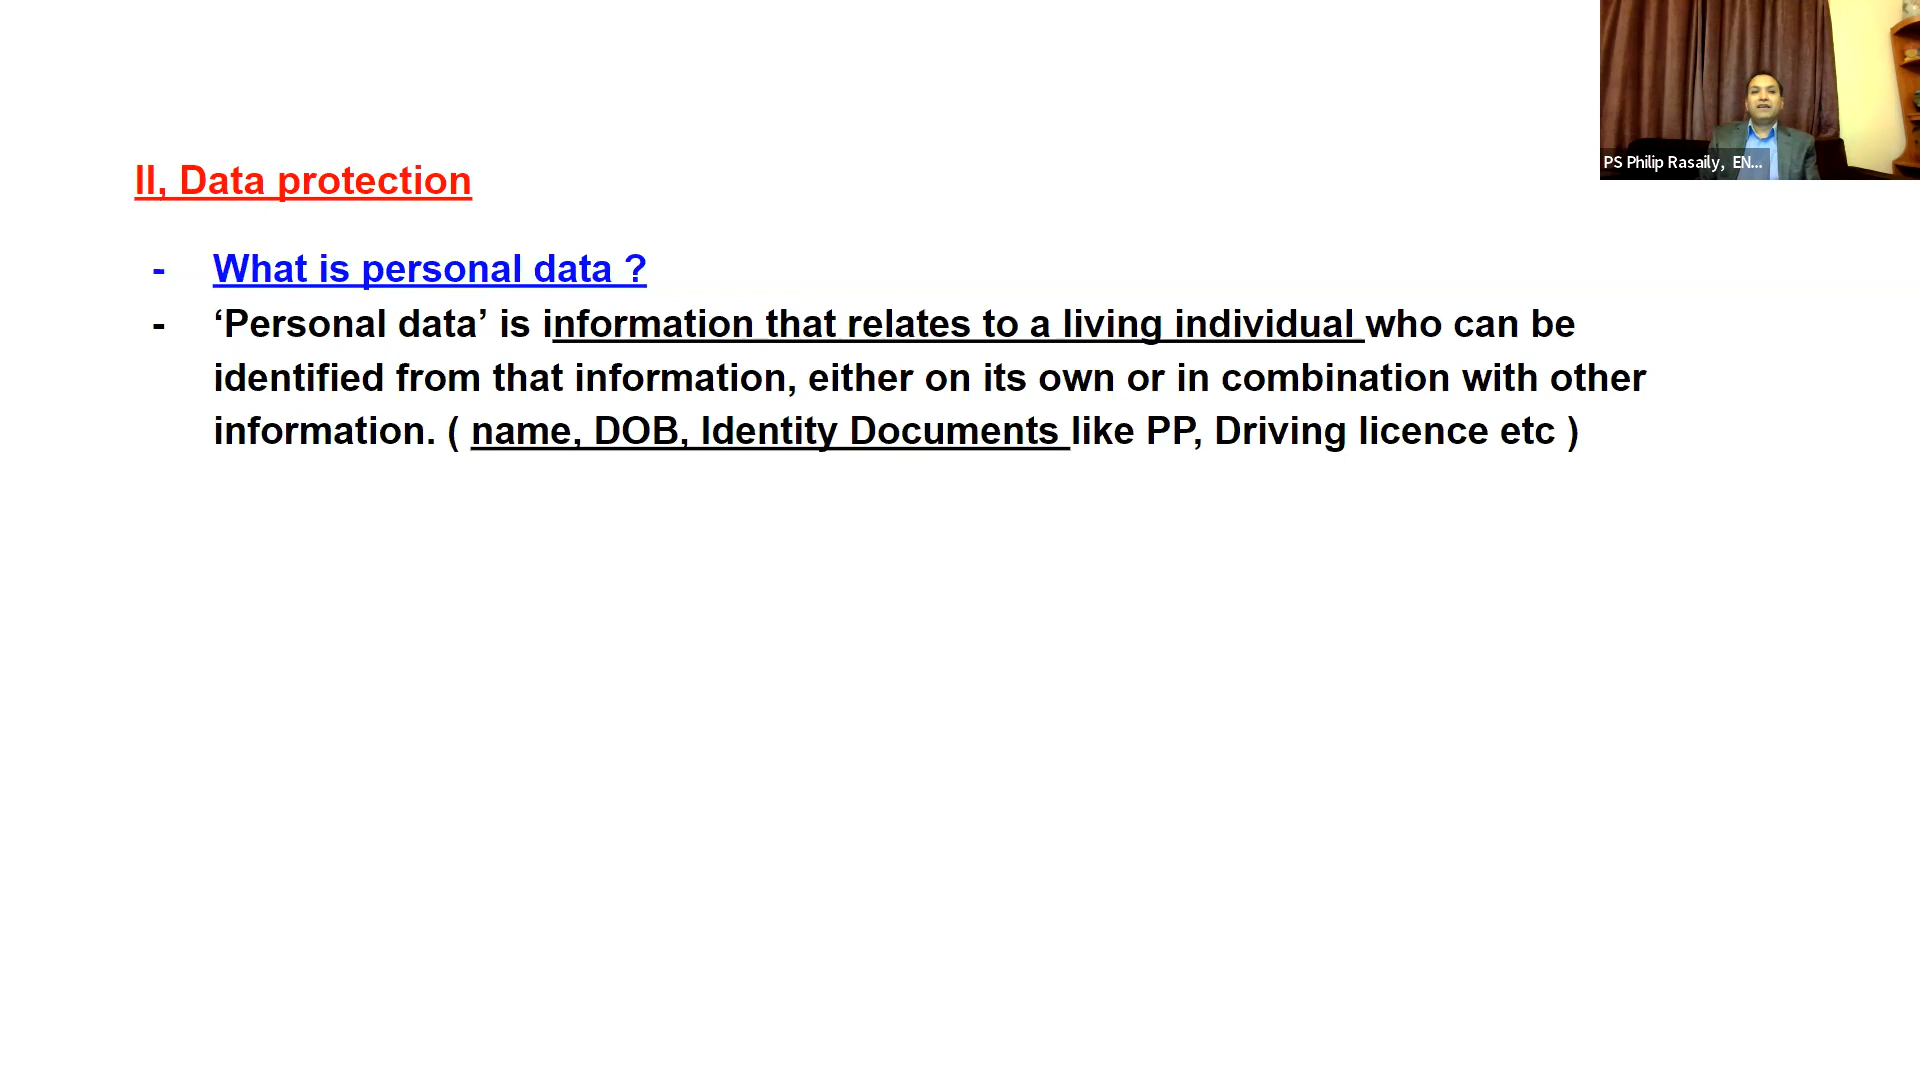 II, Data protection
- What is personal data ?
- ‘Personal data’ is information that relates to a living individual who can be
identified from that information, either on its own or in combination with other
information. ( name, DOB, Identity Documents like PP, Driving licence etc )
PS Philip Rasaily, EN...